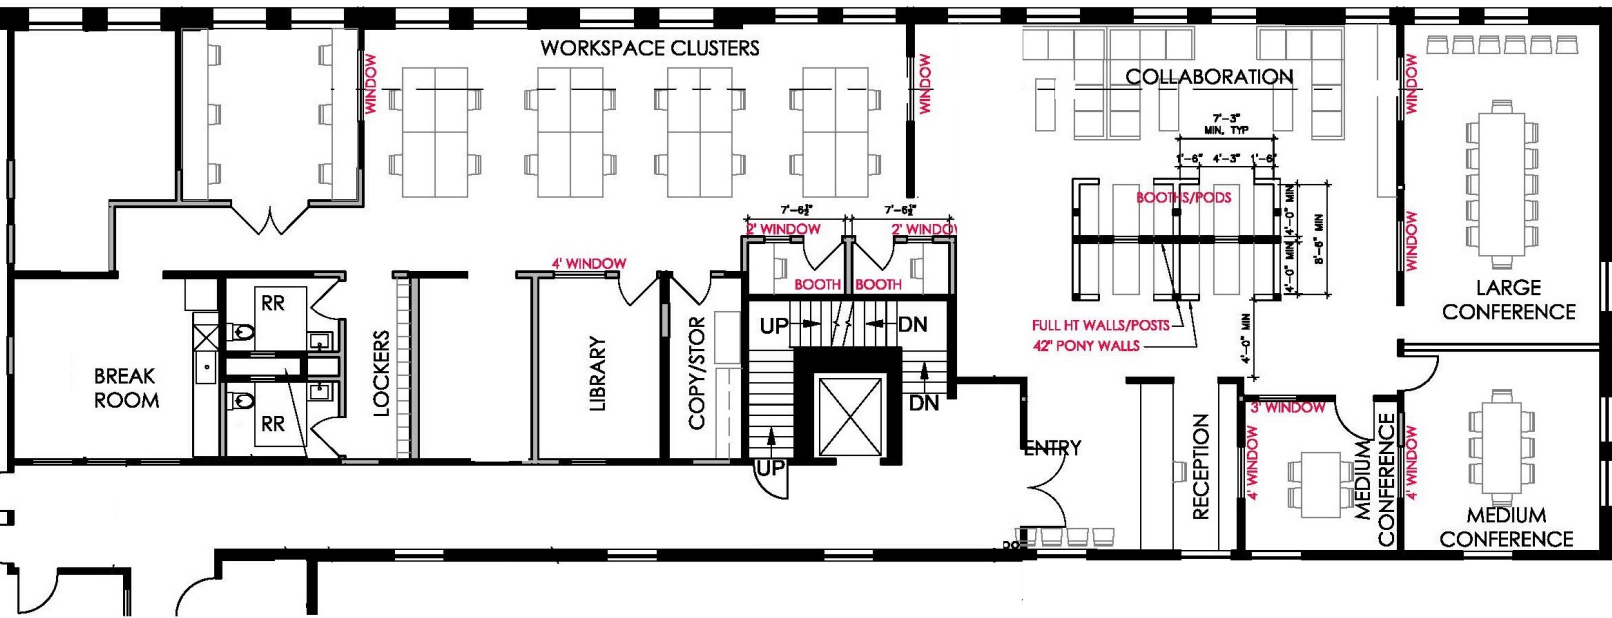 WORKSPACE CLUSTERS
WINDOW
WINDOW
COLLABORATION
WINDOW
7'-3"
MIN, TYP
1'-6"
4'-3"
1'-6"
BOOTHS/PODS
4'-0" MIN
4'-0" MIN
8'-6" MIN
WINDOW
7'-5½"
7'-5½"
2' WINDOW
2' WINDOW
BOOTH
BOOTH
4' WINDOW
RR
RR
BREAK
ROOM
LOCKERS
LIBRARY
COPY/STOR
UP
DN
DN
UP
FULL HT WALLS/POSTS
42" PONY WALLS
4'-0" MIN
LARGE
CONFERENCE
ENTRY
RECEPTION
3' WINDOW
4' WINDOW
MEDIUM
CONFERENCE
4' WINDOW
MEDIUM
CONFERENCE